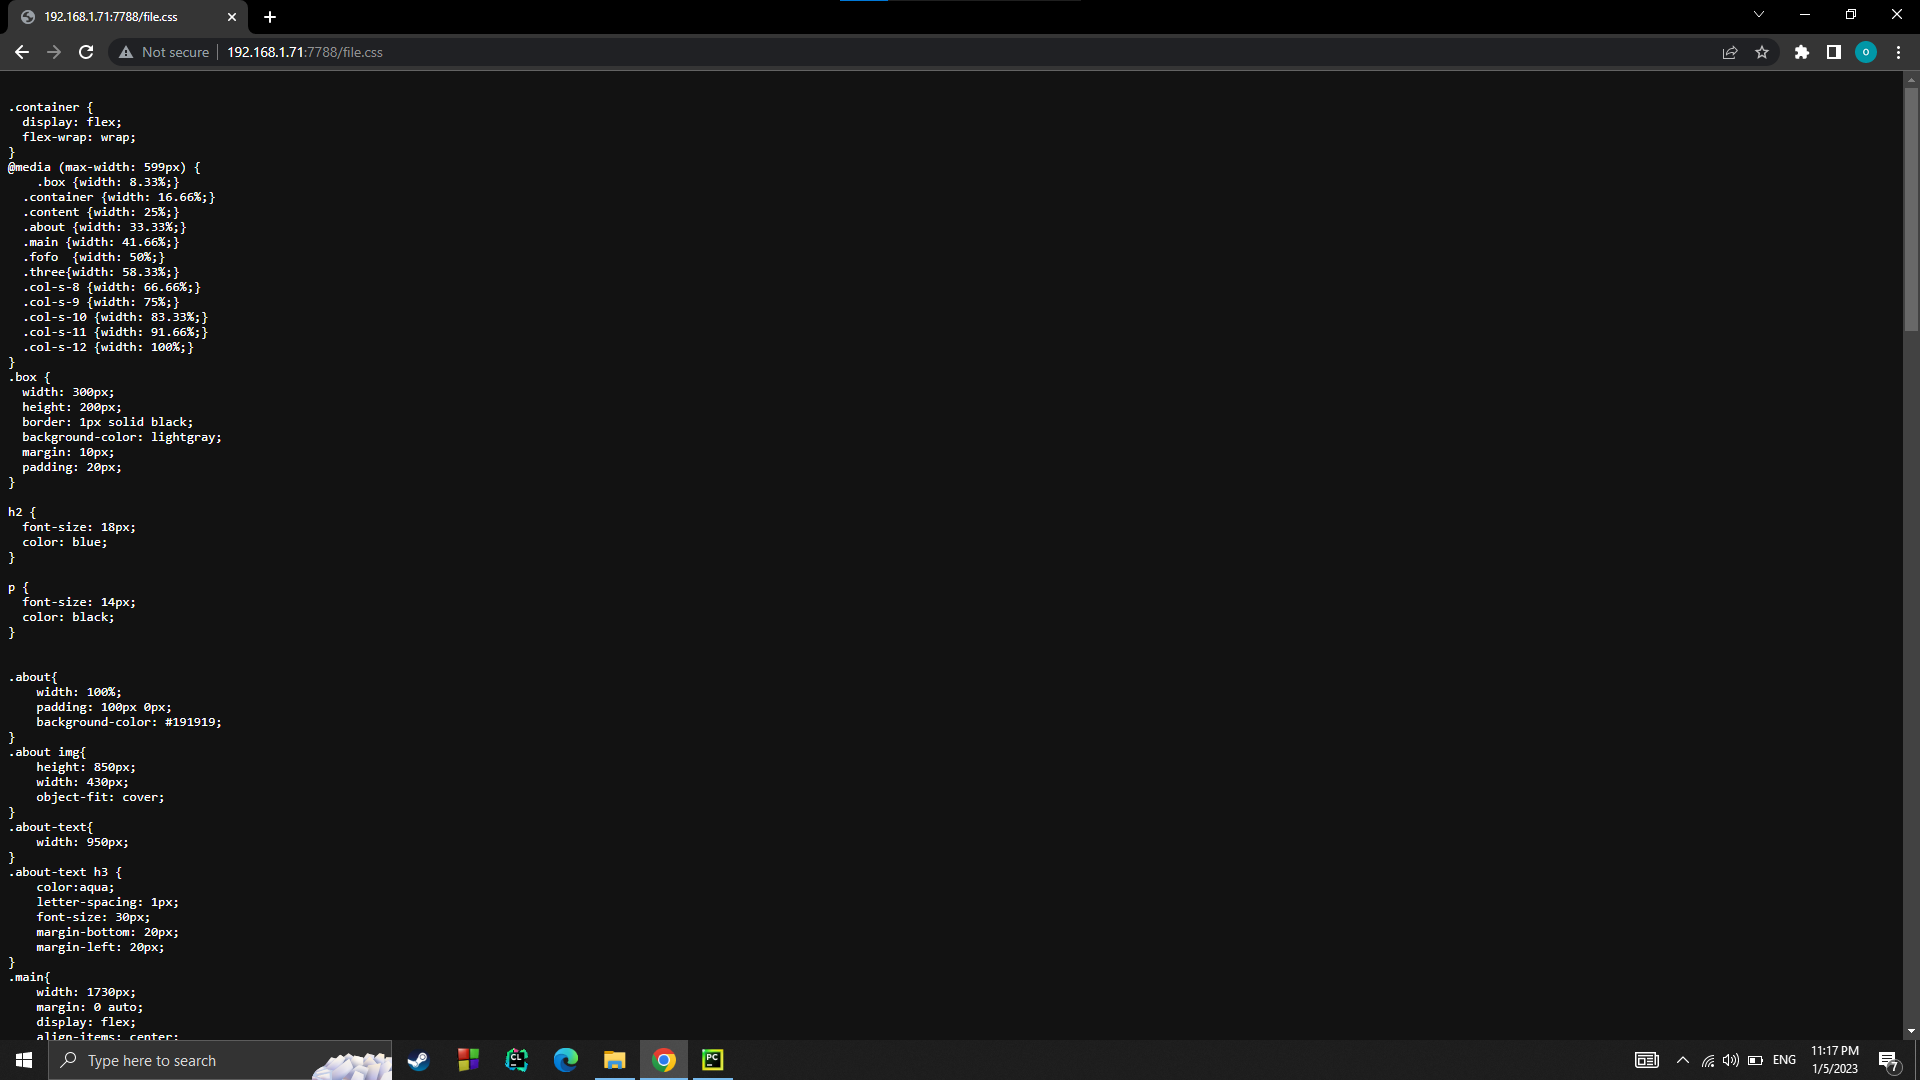 192.168.1.71:7788/file.css
Not secure
192.168.1.71:7788/file.css
o
.container {
  display: flex;
  flex-wrap: wrap;
}
@media (max-width: 599px) {
    .box {width: 8.33%;}
  .container {width: 16.66%;}
  .content {width: 25%;}
  .about {width: 33.33%;}
  .main {width: 41.66%;}
  .fofo  {width: 50%;}
  .three{width: 58.33%;}
  .col-s-8 {width: 66.66%;}
  .col-s-9 {width: 75%;}
  .col-s-10 {width: 83.33%;}
  .col-s-11 {width: 91.66%;}
  .col-s-12 {width: 100%;}
}
.box {
  width: 300px;
  height: 200px;
  border: 1px solid black;
  background-color: lightgray;
  margin: 10px;
  padding: 20px;
}
h2 {
  font-size: 18px;
  color: blue;
}
p {
  font-size: 14px;
  color: black;
}
.about{
    width: 100%;
    padding: 100px 0px;
    background-color: #191919;
}
.about img{
    height: 850px;
    width: 430px;
    object-fit: cover;
}
.about-text{
    width: 950px;
}
.about-text h3 {
    color:aqua;
    letter-spacing: 1px;
    font-size: 30px;
    margin-bottom: 20px;
    margin-left: 20px;
}
.main{
    width: 1730px;
    margin: 0 auto;
    display: flex;
    align-items: center;
Type here to search
CL
PC
ENG
11:17 PM
1/5/2023
7